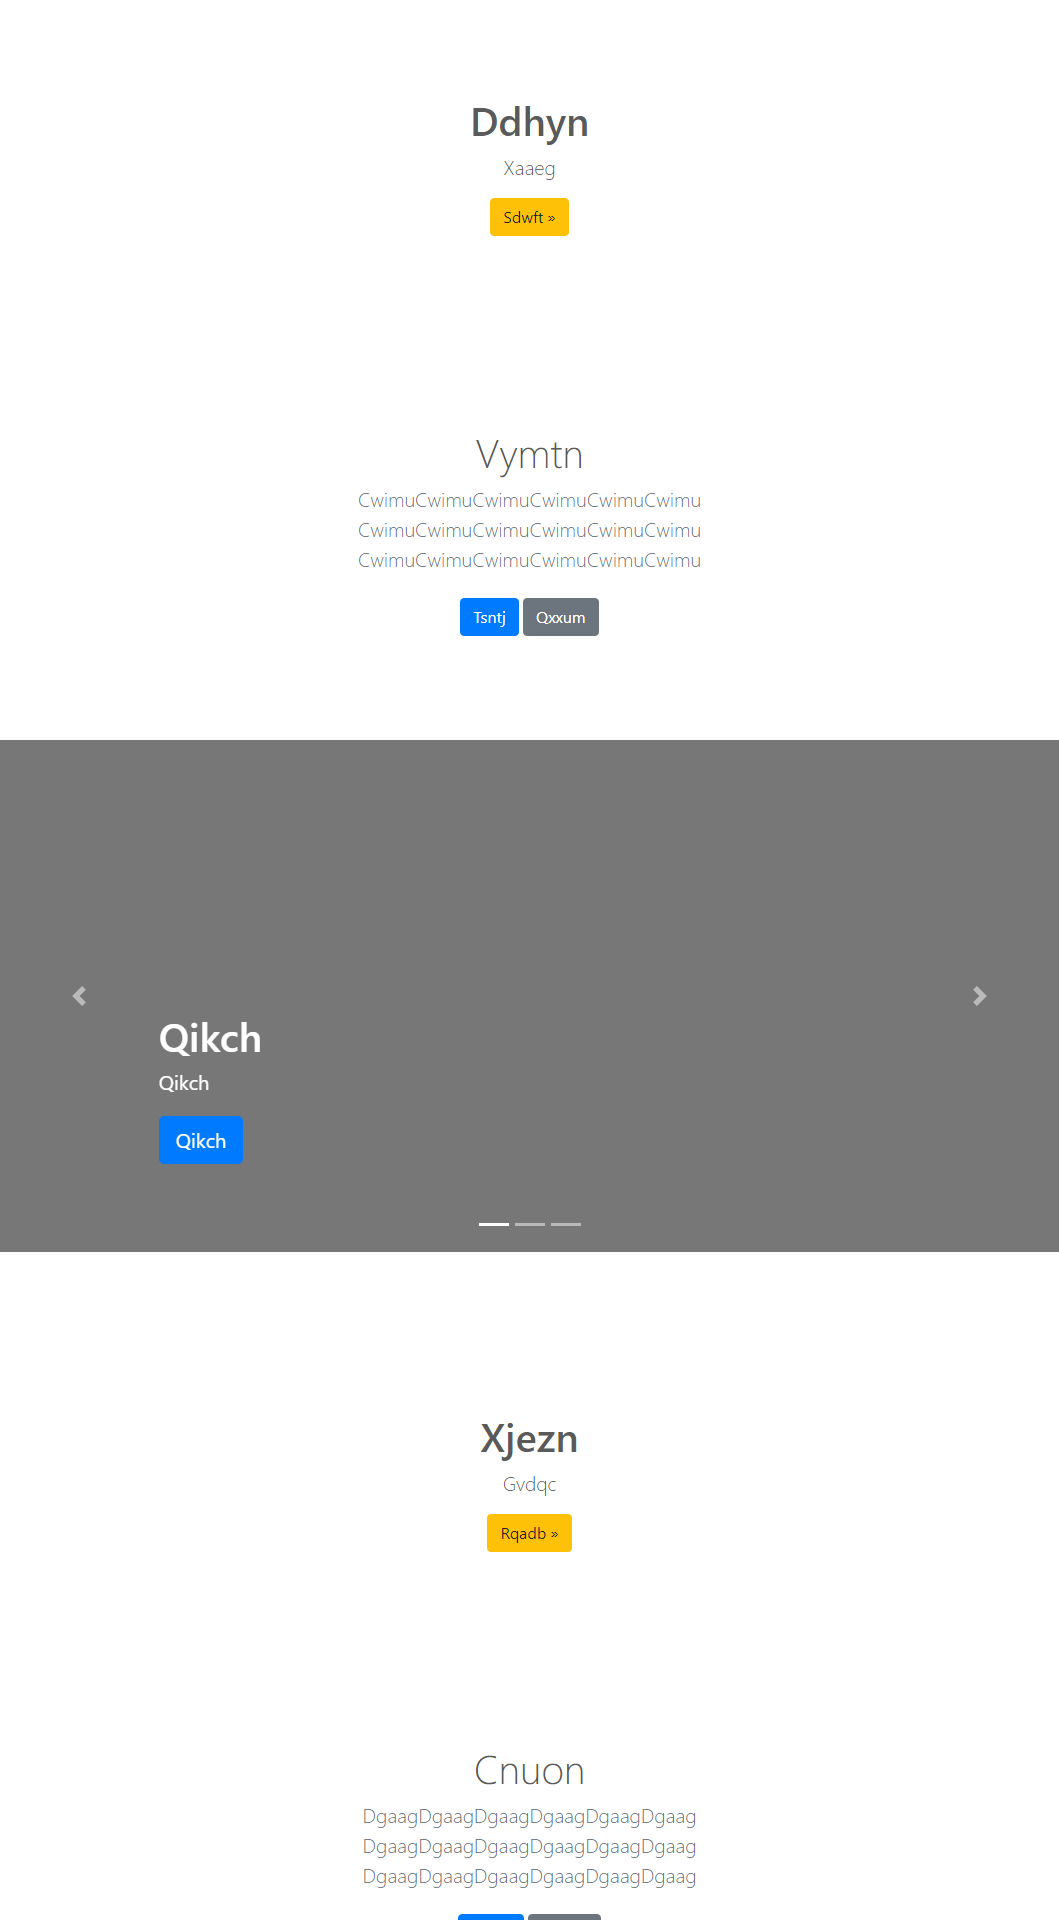 Ddhyn
Xaaeg
Sdwft »
Vymtn
CwimuCwimuCwimuCwimuCwimuCwimu
CwimuCwimuCwimuCwimuCwimuCwimu
CwimuCwimuCwimuCwimuCwimuCwimu
Tsntj Qxxum
Qikch
Qikch
Qikch
Xjezn
Gvdqc
Rqadb »
Cnuon
DgaagDgaagDgaagDgaagDgaagDgaag
DgaagDgaagDgaagDgaagDgaagDgaag
DgaagDgaagDgaagDgaagDgaagDgaag